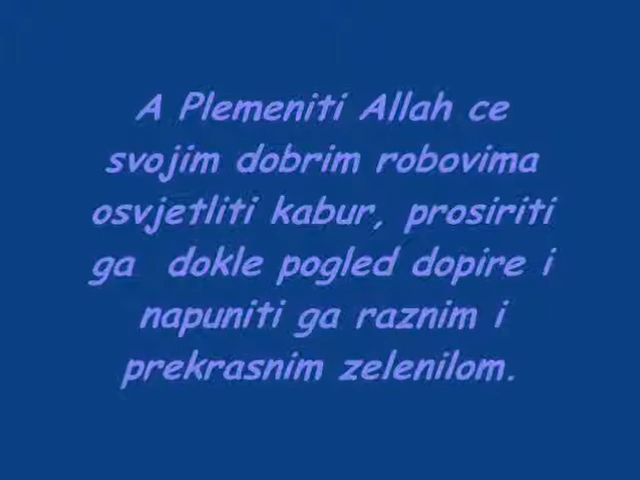 A Plemeniti Allah ce
svojim dobrim robovima
osvjetliti kabur, prosiriti
ga dokle pogled dopire i
napuniti ga raznim i
prekrasnim zelenilom.